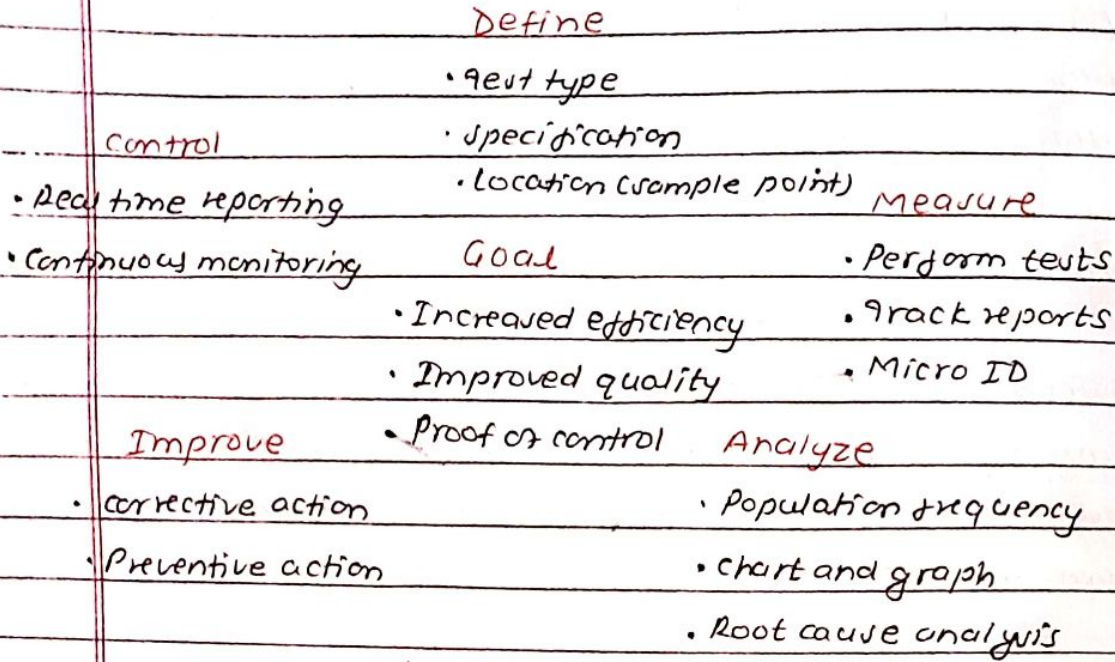 Define
• Test type
• specification
• Location (sample point)
Control
• Real time reporting
• Continuous monitoring
Measure
• Perform tests
• Track reports
• Micro ID
Goal
• Increased efficiency
• Improved quality
• Proof of control
Improve
• corrective action
• Preventive action
Analyze
• Population frequency
• chart and graph
• Root cause analysis